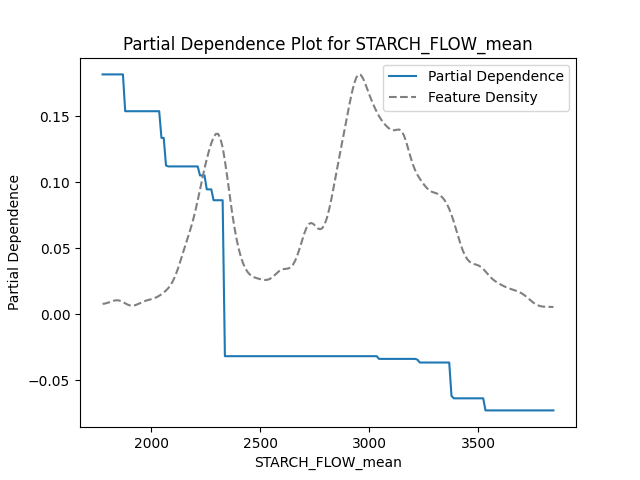 Partial Dependence Plot for STARCH_FLOW_mean
Partial Dependence
Feature Density
0.15
0.10
0.05
0.00
−0.05
Partial Dependence
2000
2500
3000
3500
STARCH_FLOW_mean